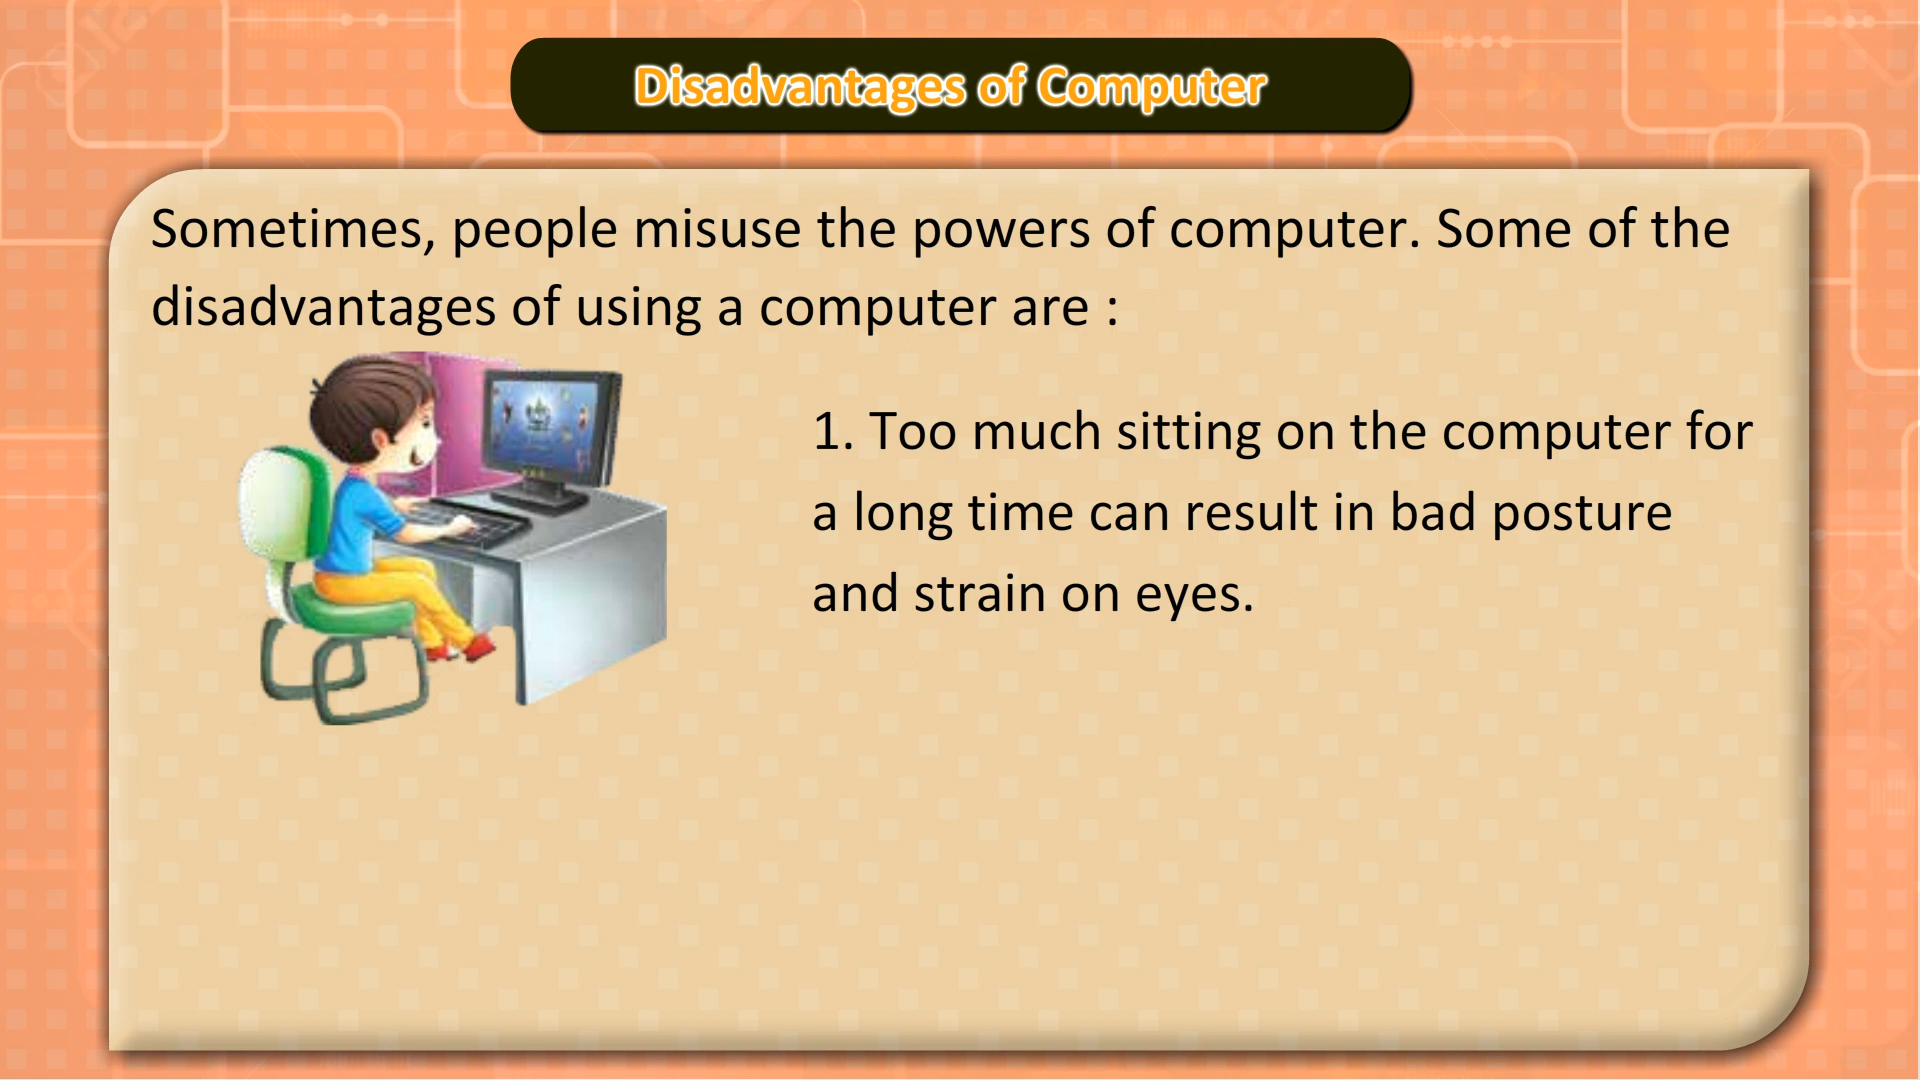 Disadvantages of Computer
Sometimes, people misuse the powers of computer. Some of the
disadvantages of using a computer are :
1. Too much sitting on the computer for
a long time can result in bad posture
and strain on eyes.